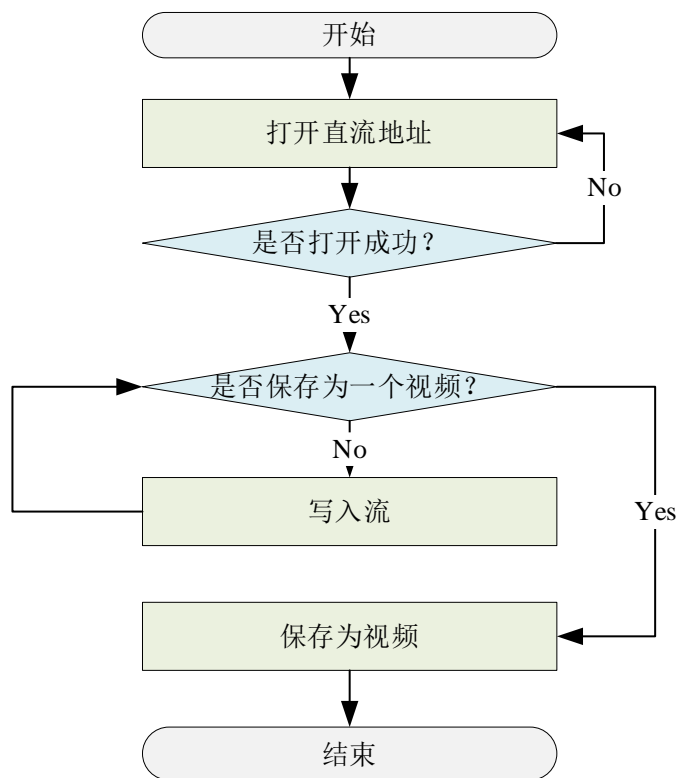 开始
打开直流地址
No
是否打开成功？
Yes
是否保存为一个视频？
No
写入流
Yes
保存为视频
结束